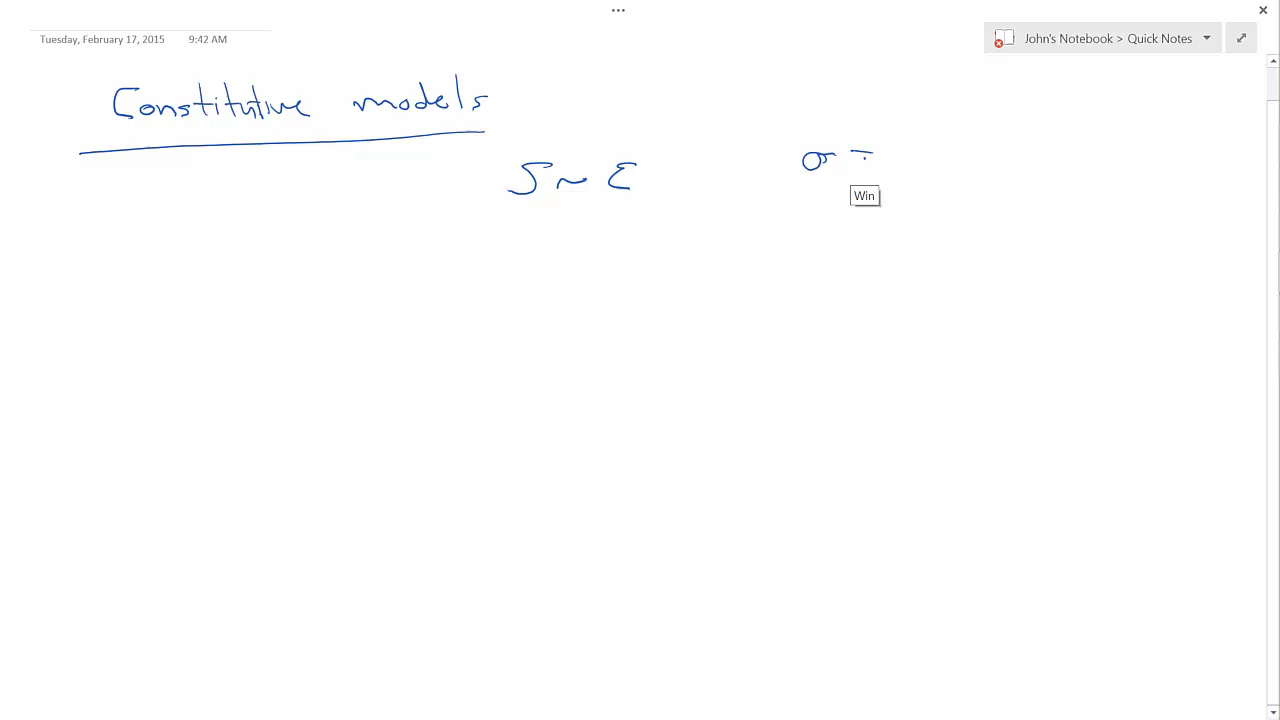 ...
Tuesday, February 17, 2015 9:42 AM
John's Notebook > Quick Notes
Constitutive models
S ~ ε σ =
Win